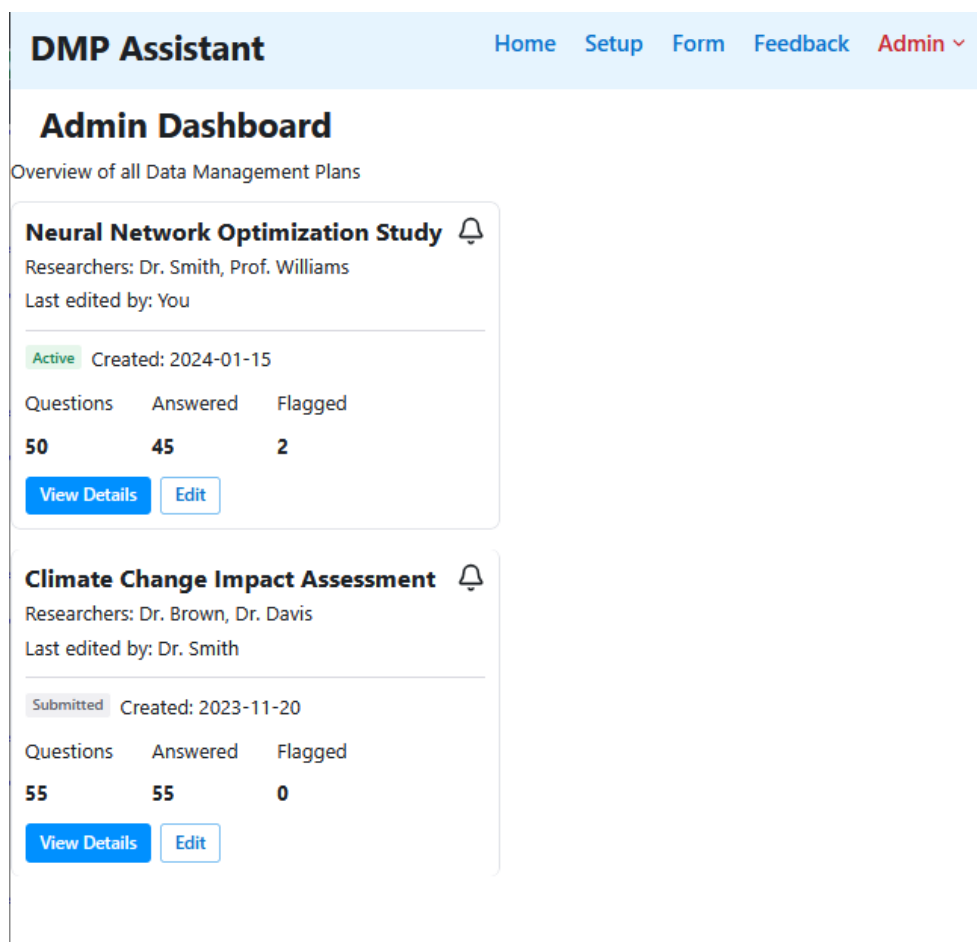 DMP Assistant Home Setup Form Feedback Admin
Admin Dashboard
Overview of all Data Management Plans
Neural Network Optimization Study
Researchers: Dr. Smith, Prof. Williams
Last edited by: You
Active Created: 2024-01-15
Questions Answered Flagged
50 45 2
View Details Edit
Climate Change Impact Assessment
Researchers: Dr. Brown, Dr. Davis
Last edited by: Dr. Smith
Submitted Created: 2023-11-20
Questions Answered Flagged
55 55 0
View Details Edit